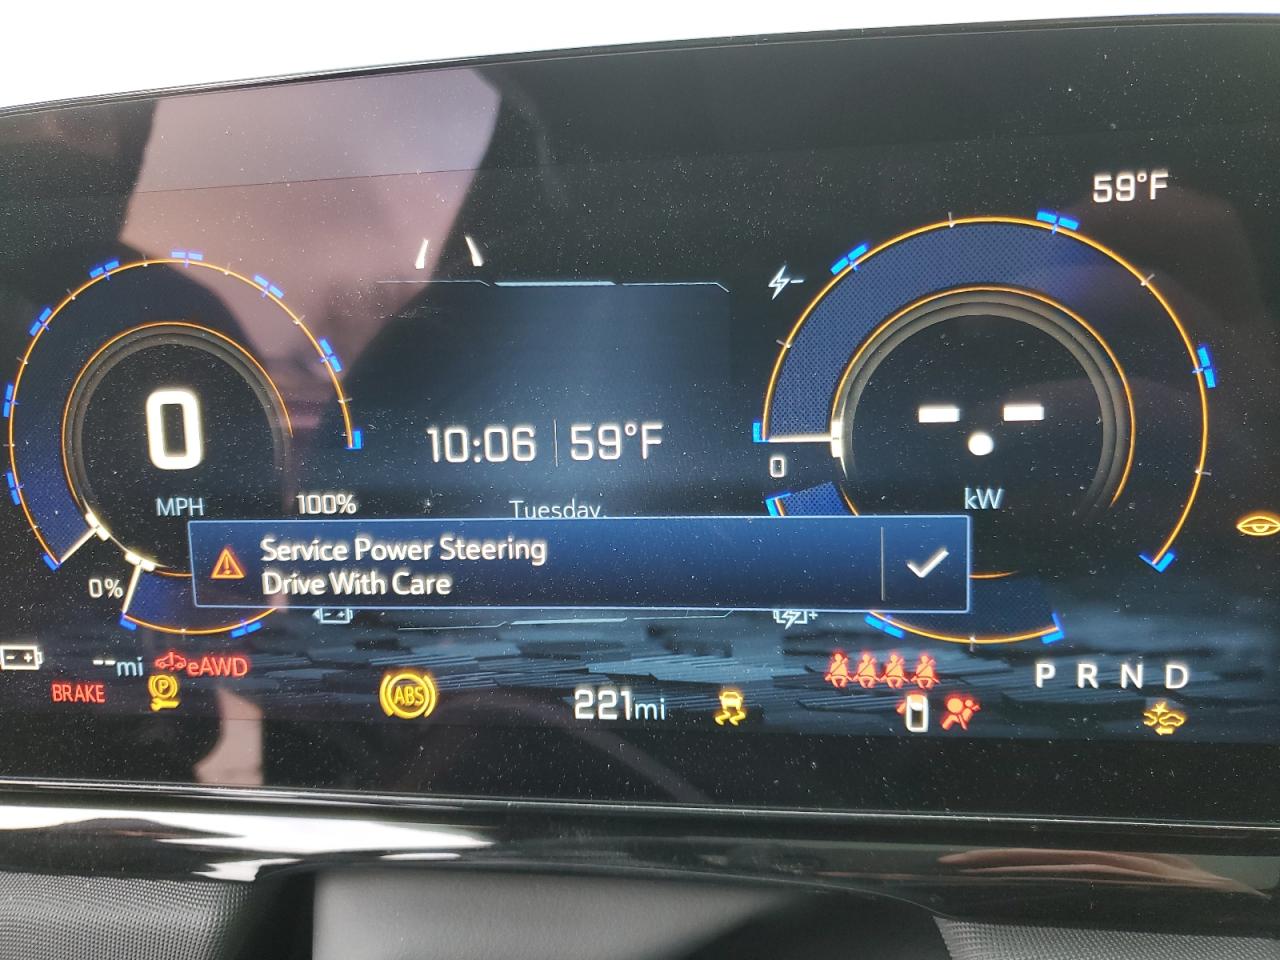 59°F
0
MPH
10:06 59°F
Tuesday,
100%
0%
0
kW
Service Power Steering
Drive With Care
--mi
eAWD
BRAKE
P
ABS
221mi
P R N D